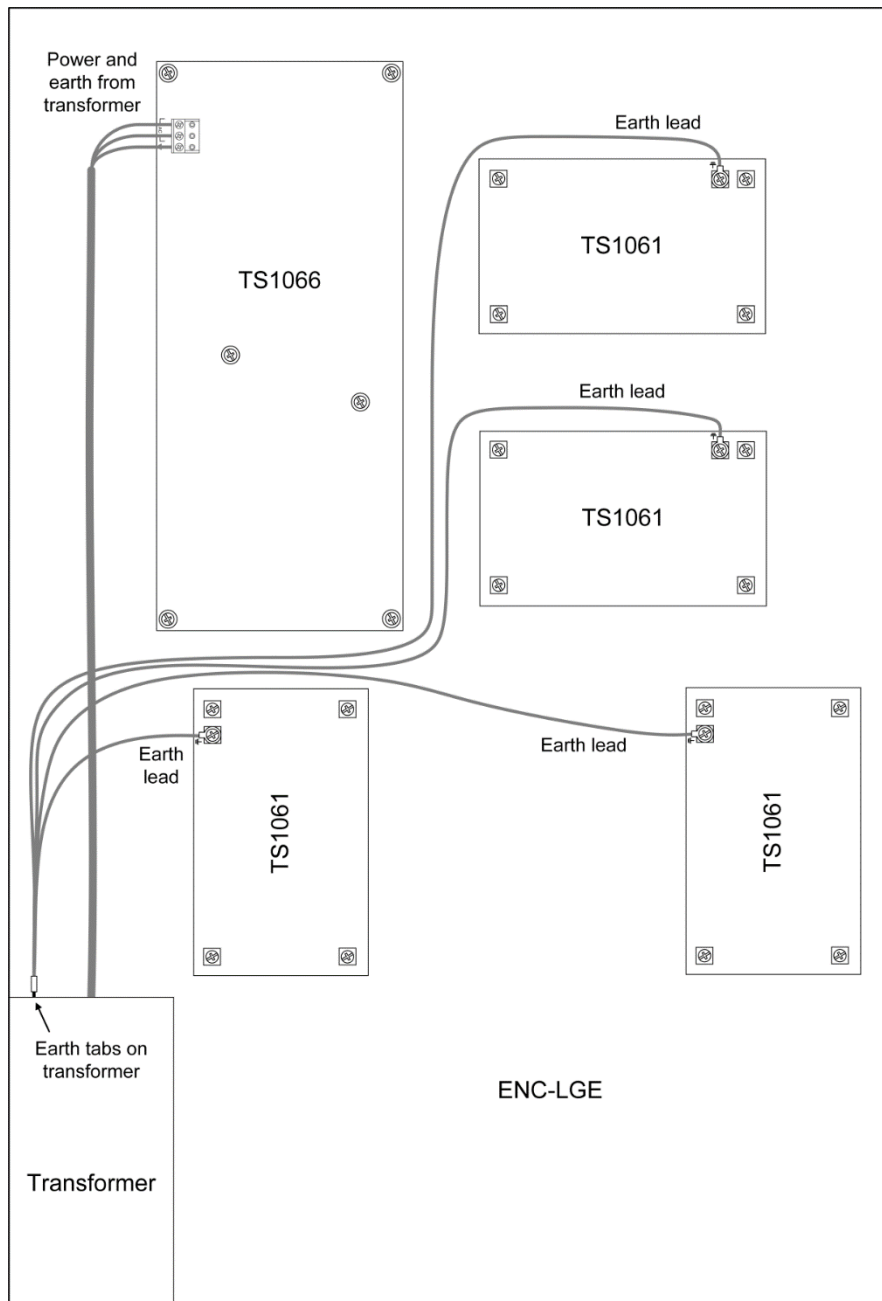 Power and
earth from
transformer
Earth lead
TS1061
TS1066
Earth lead
TS1061
Earth
lead
Earth lead
TS1061
TS1061
Earth tabs on
transformer
ENC-LGE
Transformer